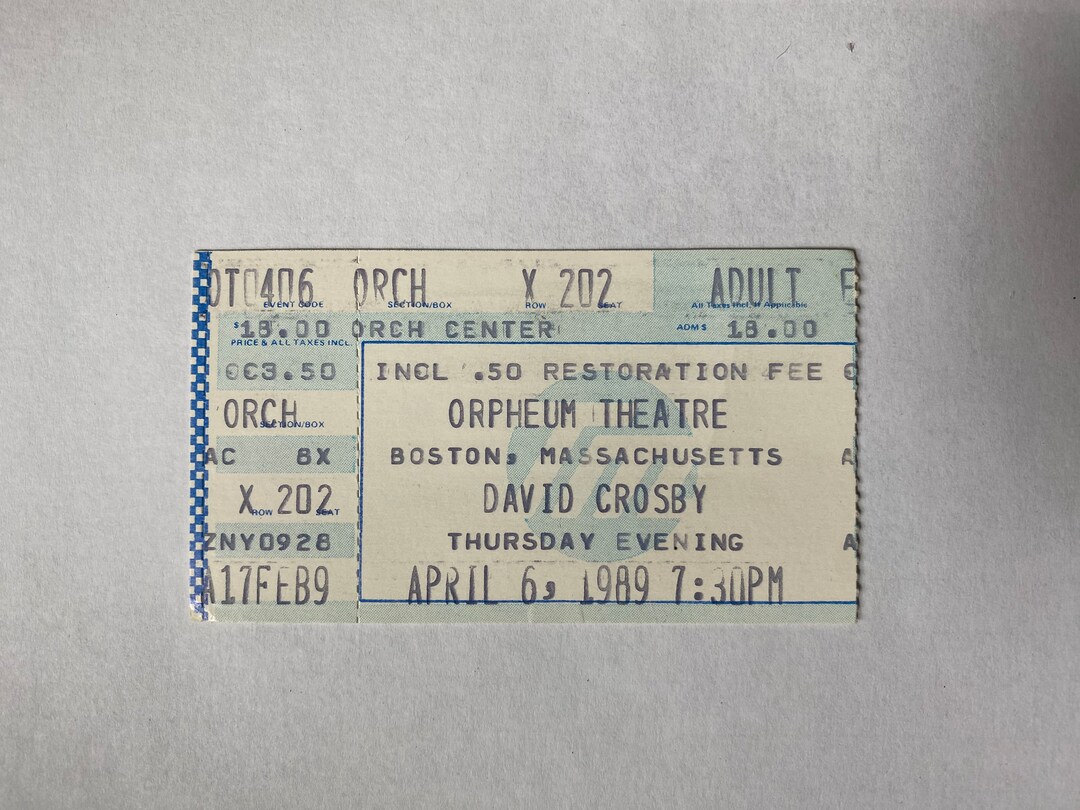 OT0406 ORCH X 202 ADULT E
EVENT CODE SECTION/BOX ROW SEAT All Taxes Incl. If Applicable
$18.00 ORCH CENTER ADM $ 18.00
PRICE & ALL TAXES INCL.
CC3.50 INCL .50 RESTORATION FEE C
ORCH ORPHEUM THEATRE
SECTION/BOX
AC 8X BOSTON, MASSACHUSETTS A
X 202 DAVID CROSBY
ROW SEAT
ZNY0928 THURSDAY EVENING A
A17FEB9 APRIL 6, 1989 7:30PM